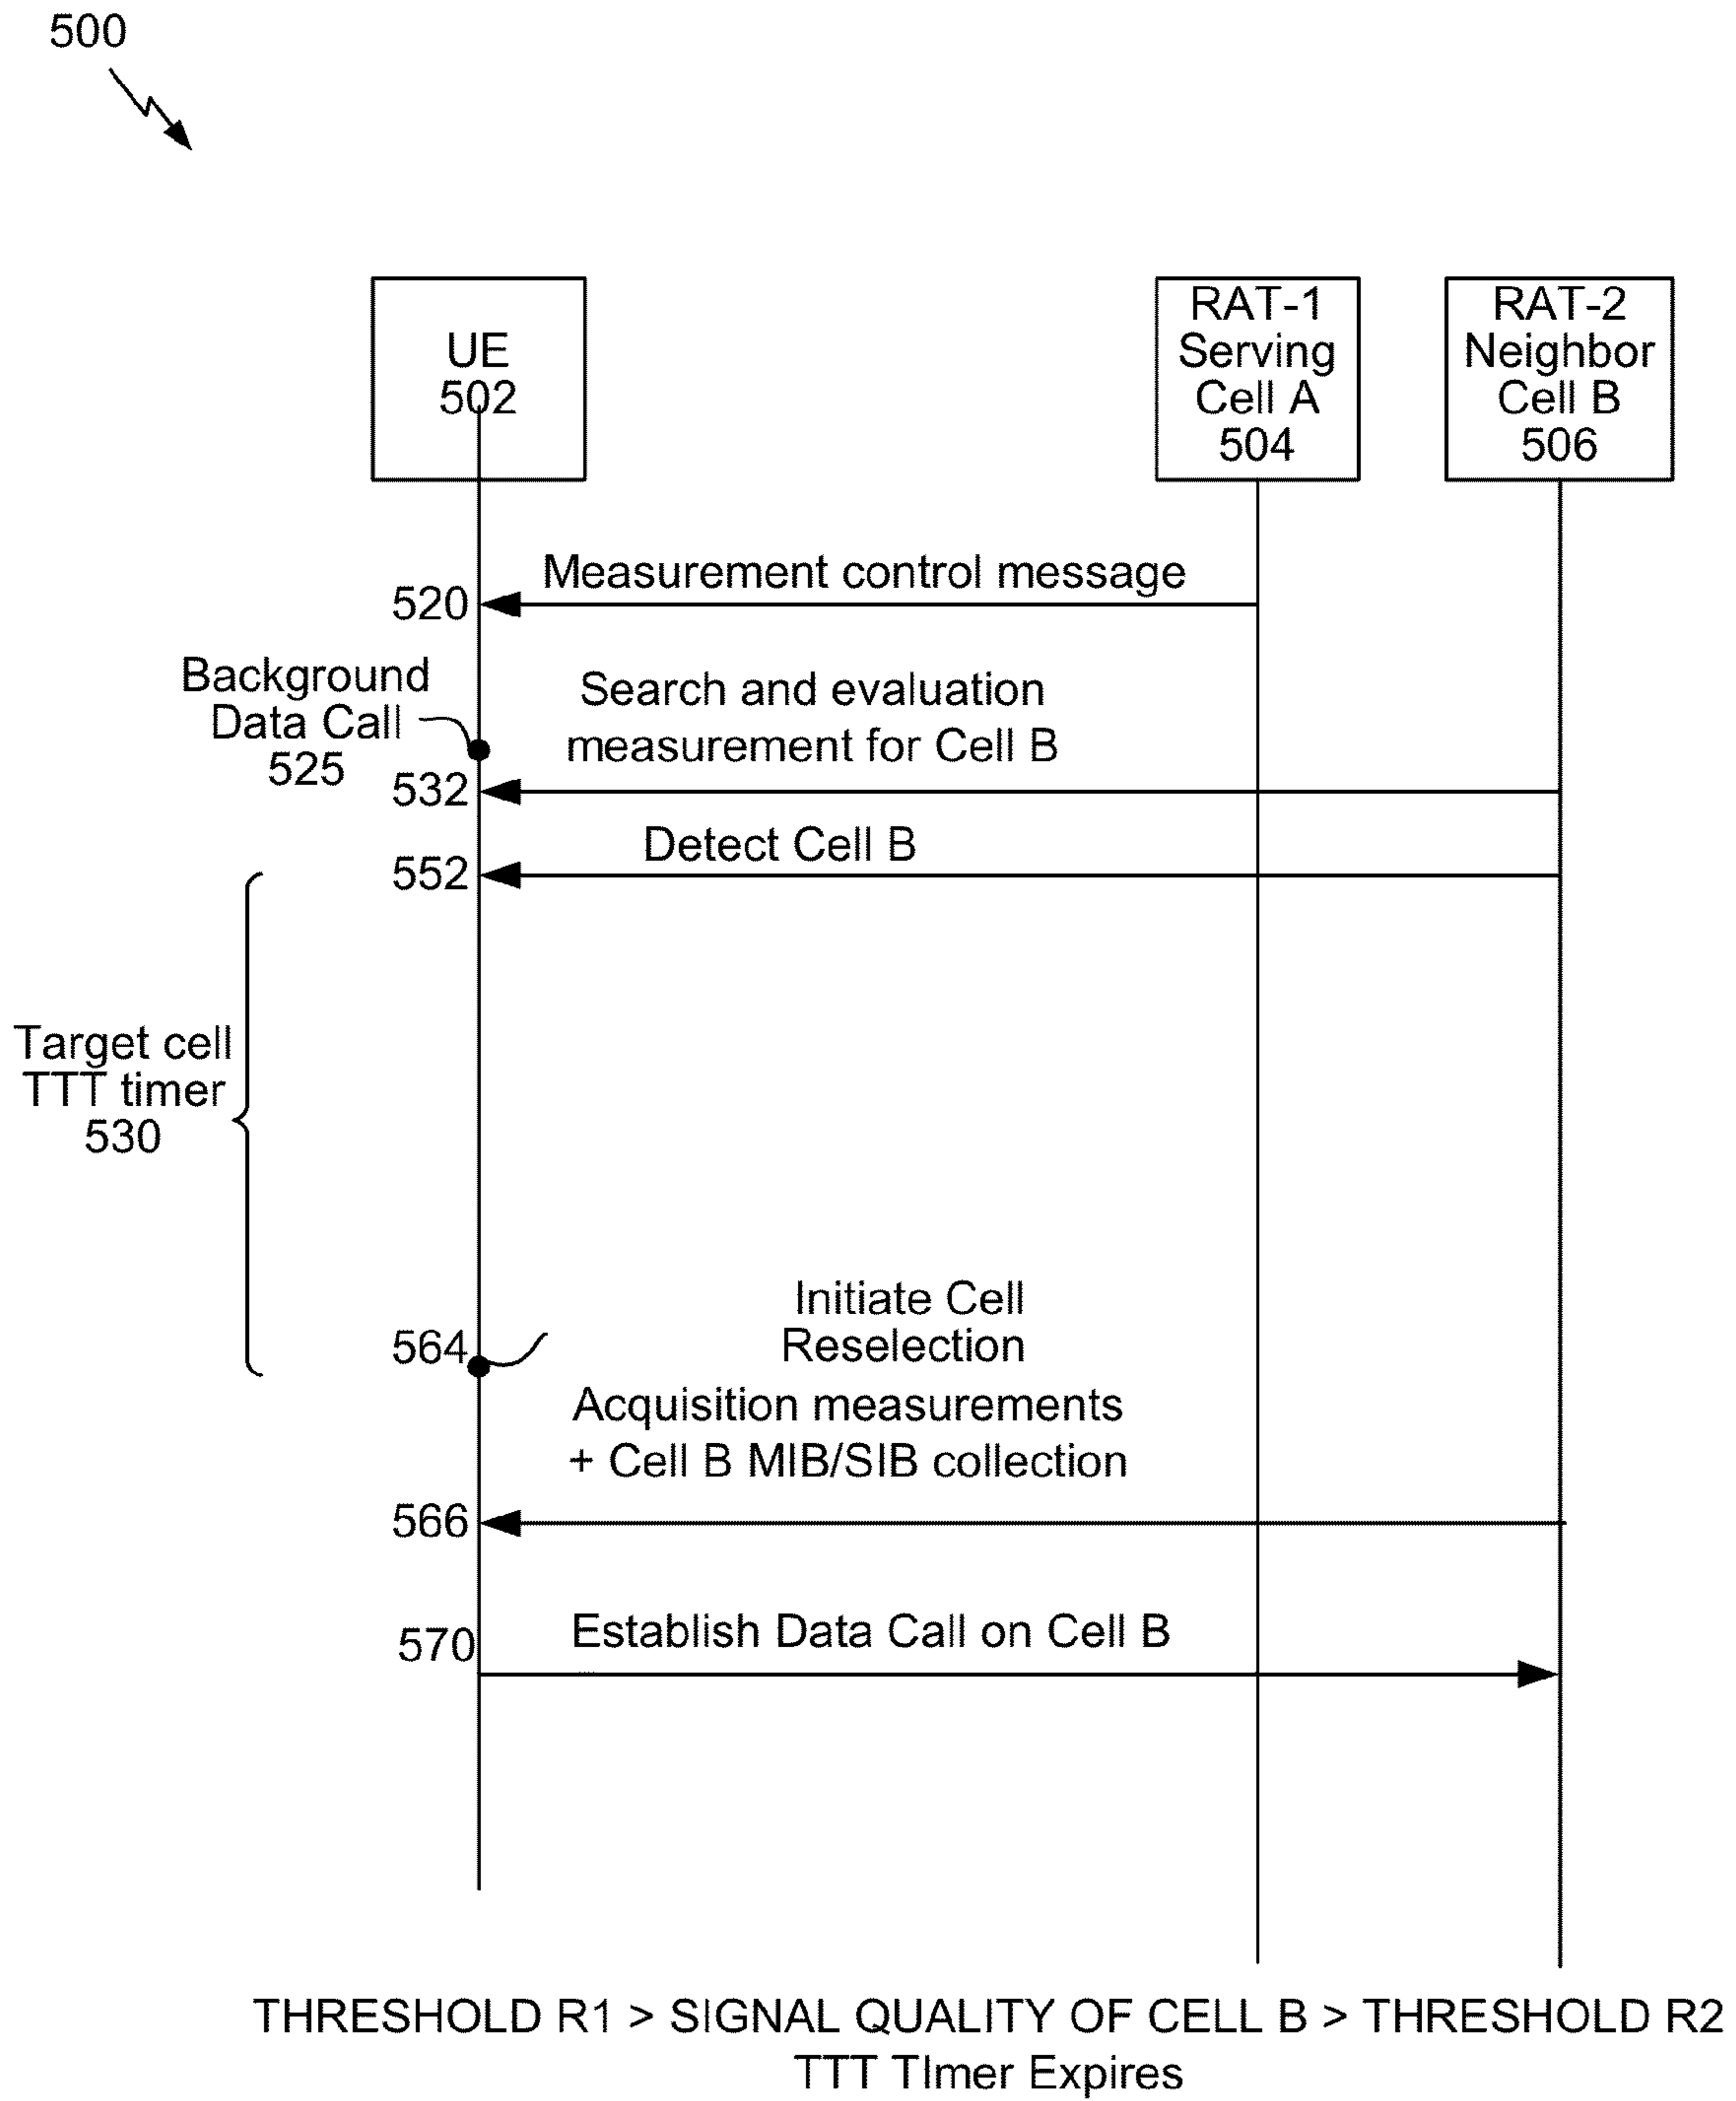 500
UE
502
RAT-1
Serving
Cell A
504
RAT-2
Neighbor
Cell B
506
Measurement control message
520
Background
Data Call
525
Search and evaluation
measurement for Cell B
532
Detect Cell B
552
Target cell
TTT timer
530
Initiate Cell
Reselection
564
Acquisition measurements
+ Cell B MIB/SIB collection
566
Establish Data Call on Cell B
570
THRESHOLD R1 > SIGNAL QUALITY OF CELL B > THRESHOLD R2
TTT TImer Expires